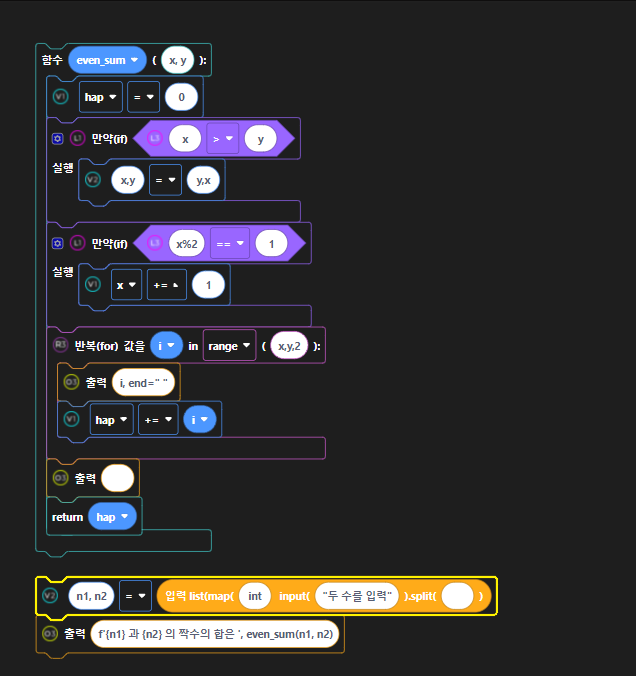 함수 even_sum ( x, y ):
V1 hap = 0
L1 만약(if) L3 x > y
실행 V2 x,y = y,x
L1 만약(if) L3 x%2 == 1
실행 V1 x += 1
R3 반복(for) 값을 i in range ( x,y,2 ):
O3 출력 i, end=" "
V1 hap += i
O3 출력
return hap
V2 n1, n2 = 입력 list(map( int input( "두 수를 입력" ).split( )
O3 출력 f'{n1} 과 {n2} 의 짝수의 합은 ', even_sum(n1, n2)